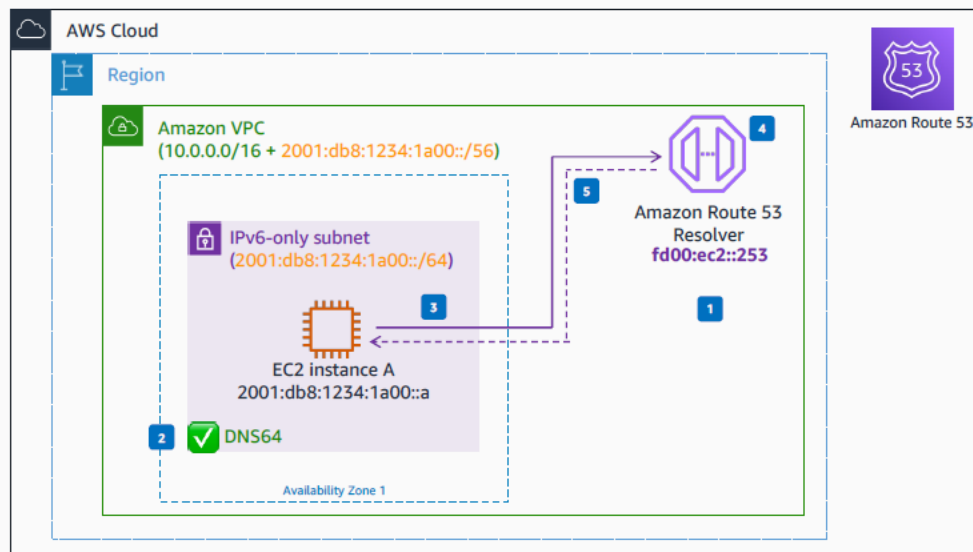 AWS Cloud
Region
53
Amazon Route 53
Amazon VPC
(10.0.0.0/16 + 2001:db8:1234:1a00::/56)
4
5
Amazon Route 53
Resolver
fd00:ec2::253
IPv6-only subnet
(2001:db8:1234:1a00::/64)
3
1
EC2 instance A
2001:db8:1234:1a00::a
2
DNS64
Availability Zone 1